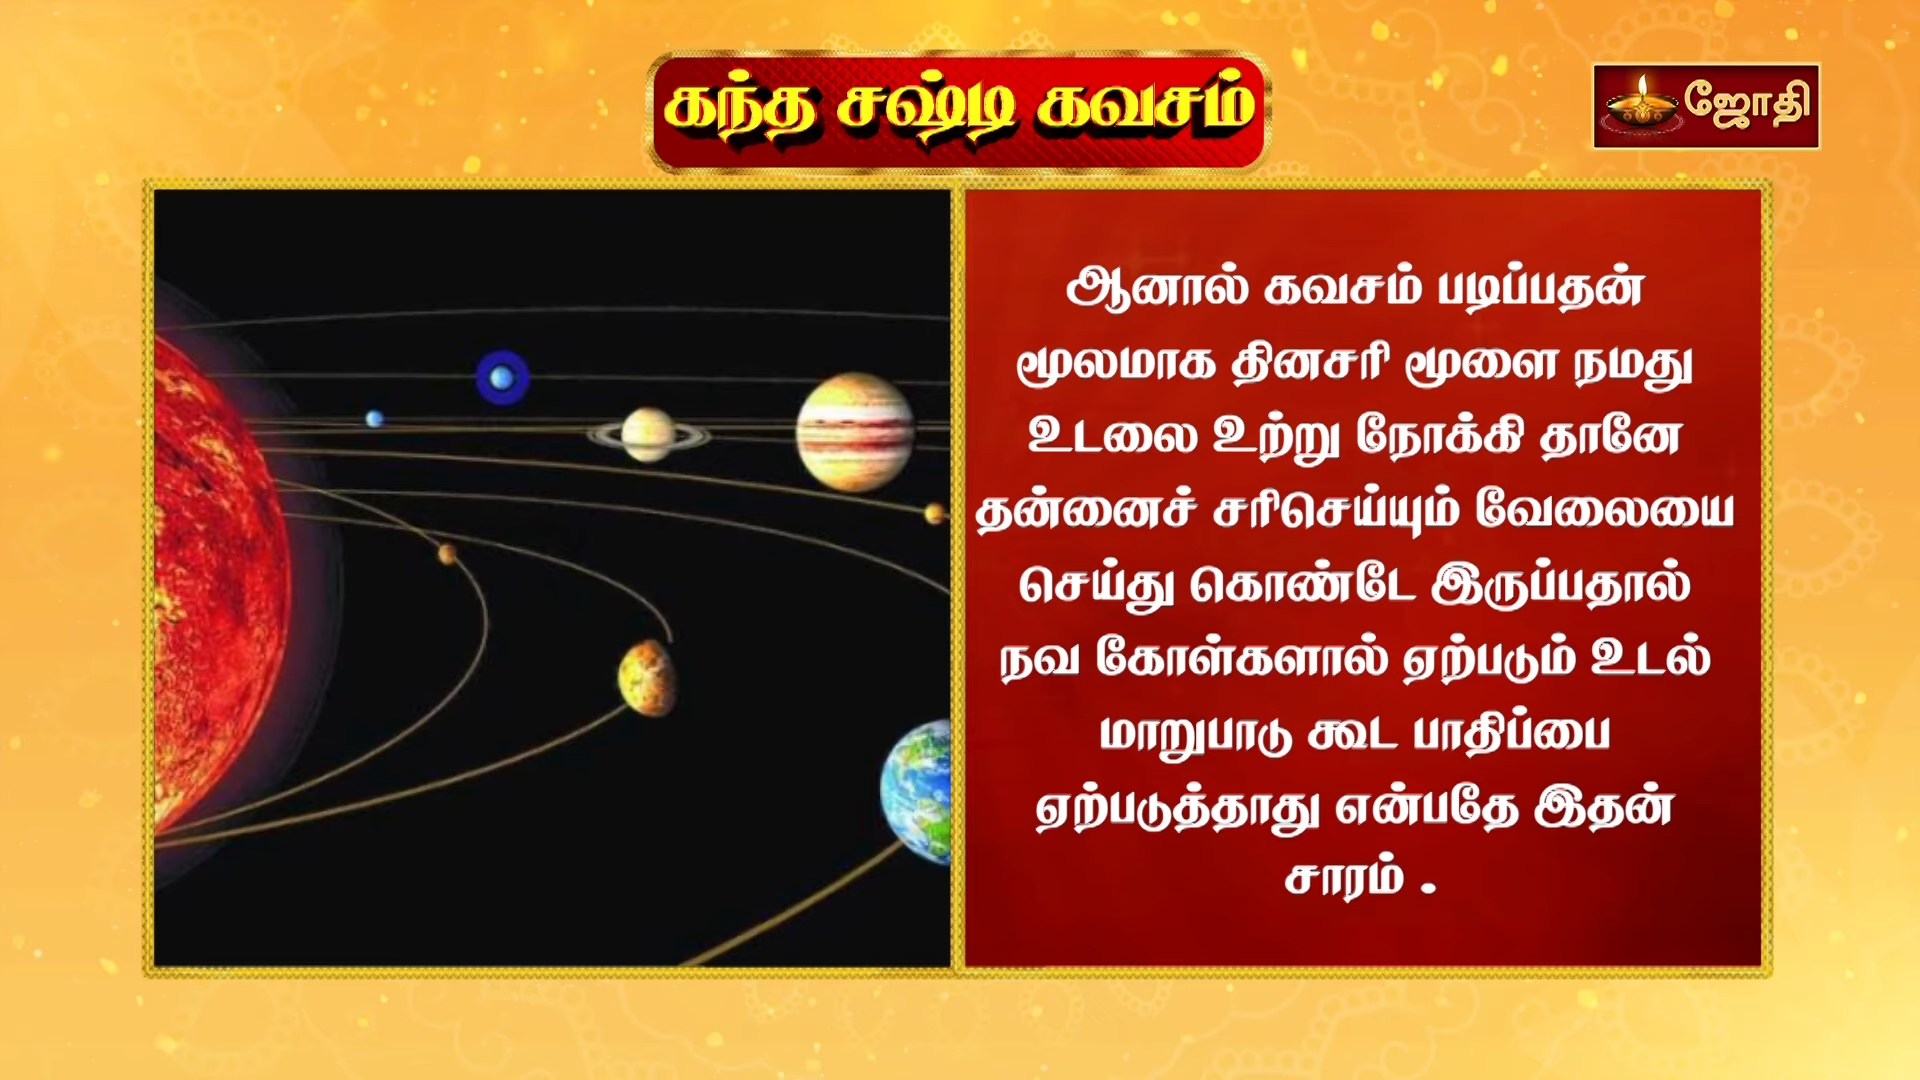 கந்த சஷ்டி கவசம்
ஜோதி
ஆனால் கவசம் படிப்பதன்
மூலமாக தினசரி மூளை நமது
உடலை உற்று நோக்கி தானே
தன்னைச் சரிசெய்யும் வேலையை
செய்து கொண்டே இருப்பதால்
நவ கோள்களால் ஏற்படும் உடல்
மாறுபாடு கூட பாதிப்பை
ஏற்படுத்தாது என்பதே இதன்
சாரம் .